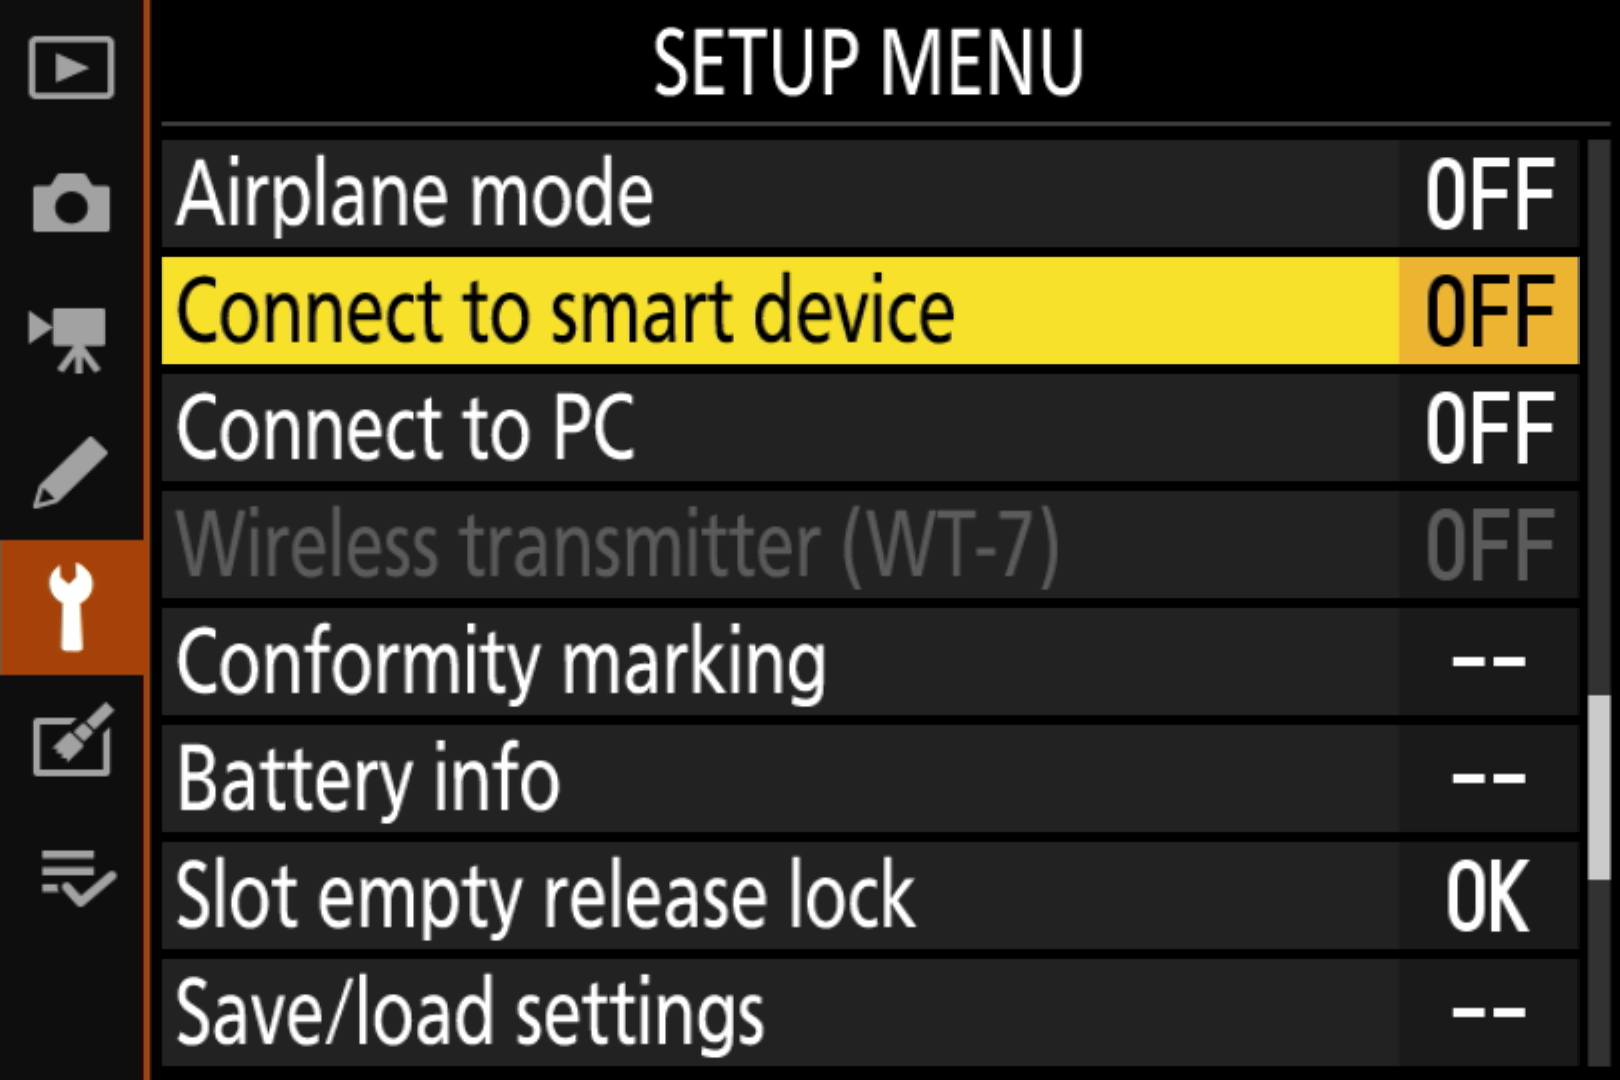 SETUP MENU
Airplane mode OFF
Connect to smart device OFF
Connect to PC OFF
Wireless transmitter (WT-7) OFF
Conformity marking --
Battery info --
Slot empty release lock OK
Save/load settings --